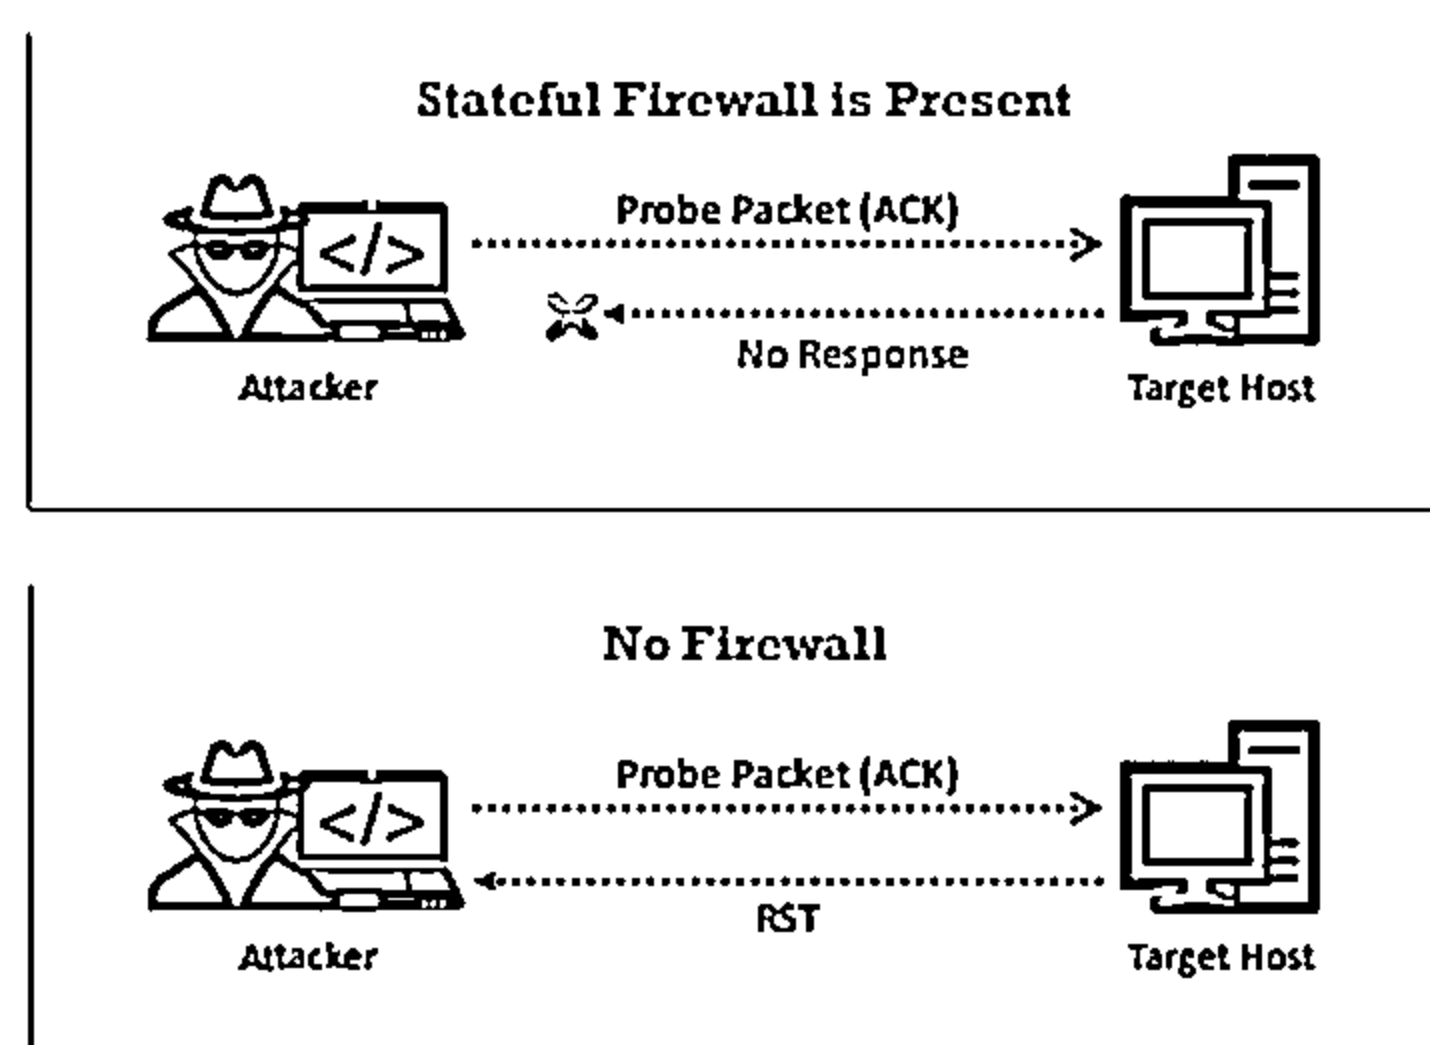 Stateful Firewall is Present
Probe Packet (ACK)
</>
No Response
Attacker
Target Host
No Firewall
Probe Packet (ACK)
</>
RST
Attacker
Target Host